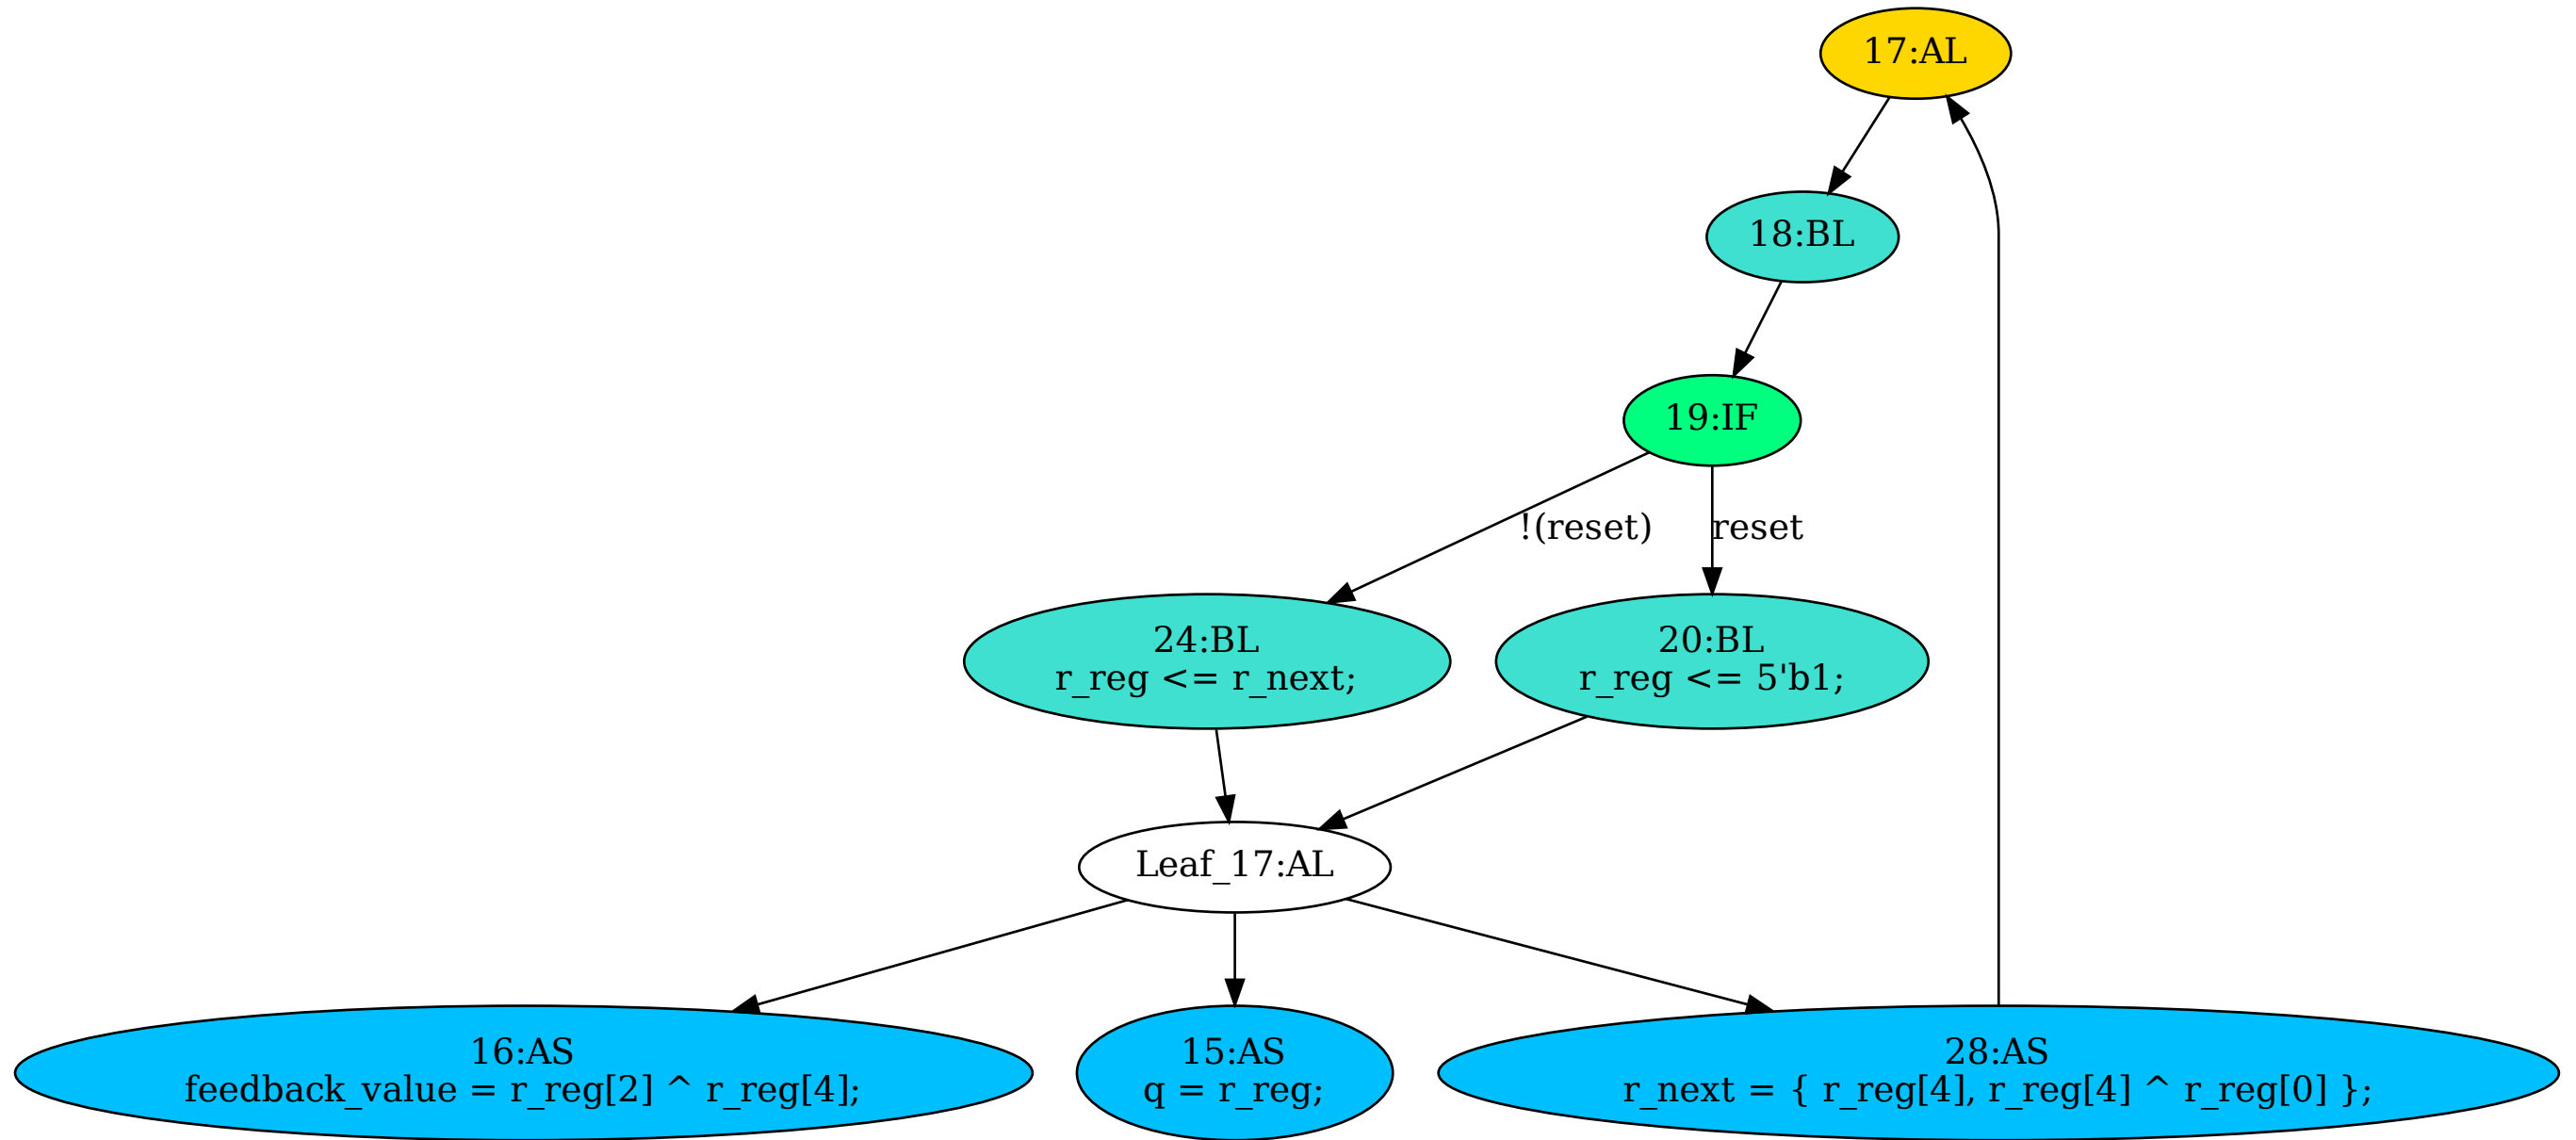 17:AL
18:BL
19:IF
!(reset)
reset
24:BL
r_reg <= r_next;
20:BL
r_reg <= 5'b1;
Leaf_17:AL
16:AS
feedback_value = r_reg[2] ^ r_reg[4];
15:AS
q = r_reg;
28:AS
r_next = { r_reg[4], r_reg[4] ^ r_reg[0] };